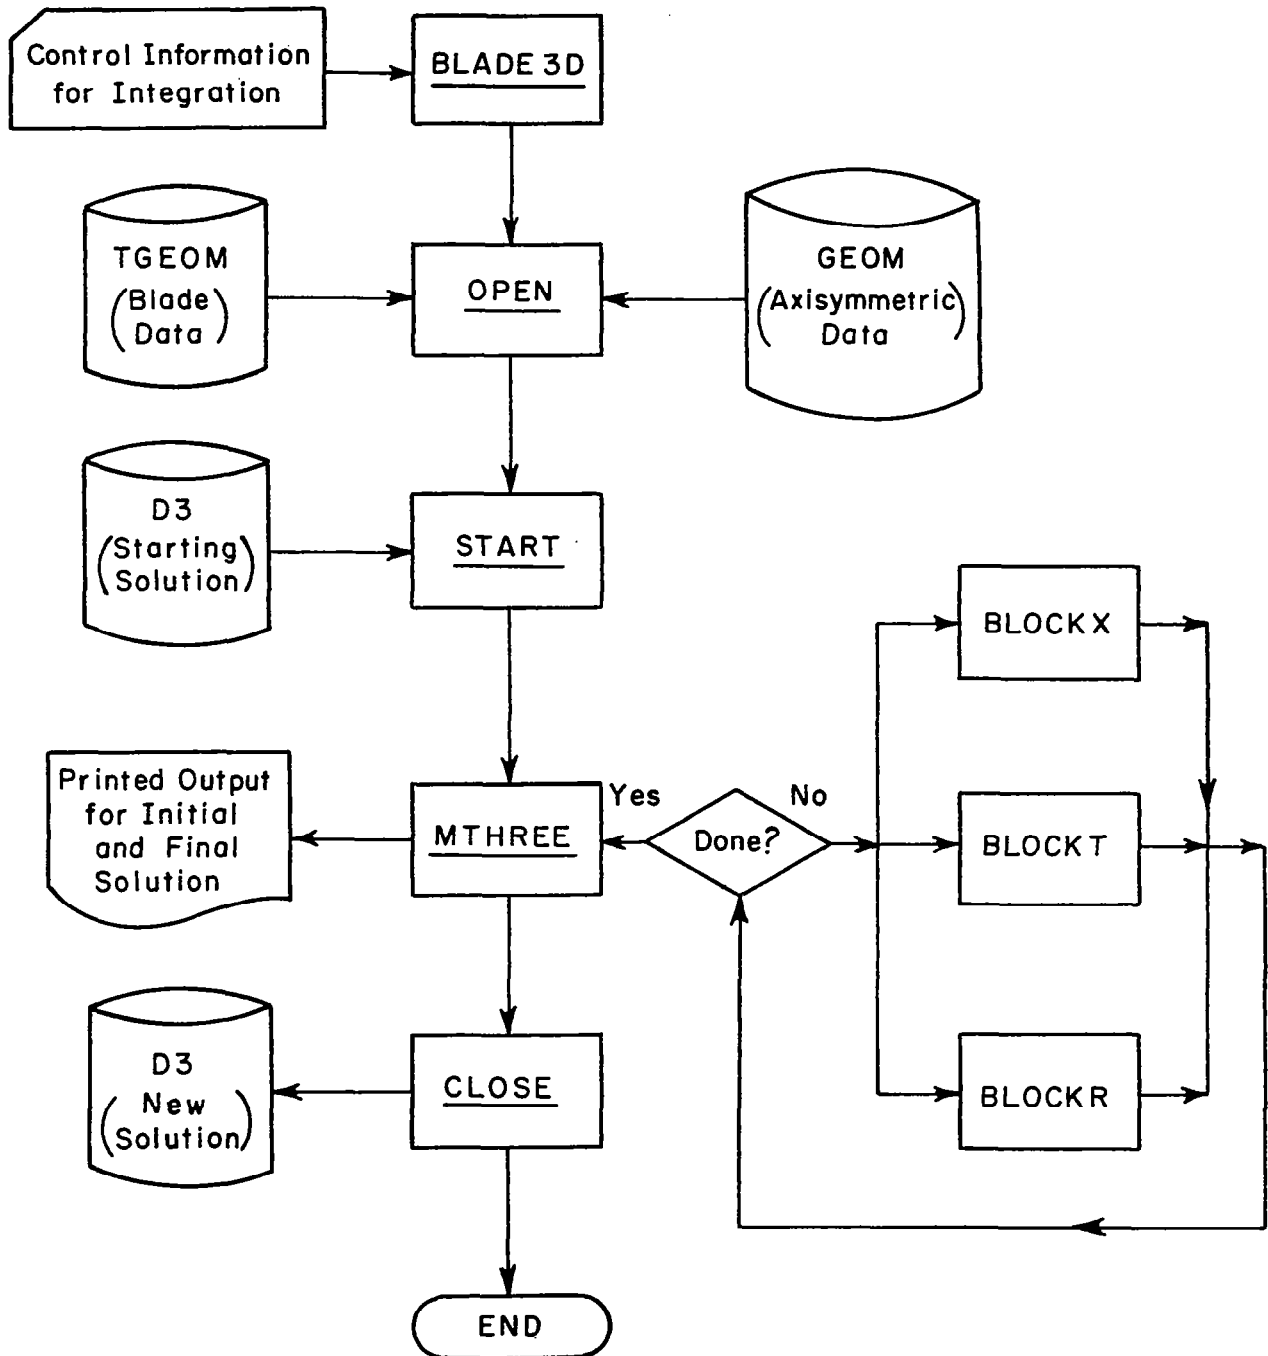 Control Information
for Integration
BLADE 3D
TGEOM
(Blade
Data)
OPEN
GEOM
(Axisymmetric
Data)
D3
(Starting
Solution)
START
BLOCKX
Printed Output
for Initial
and Final
Solution
MTHREE
Yes
Done?
No
BLOCKT
D3
(New
Solution)
CLOSE
BLOCKR
END